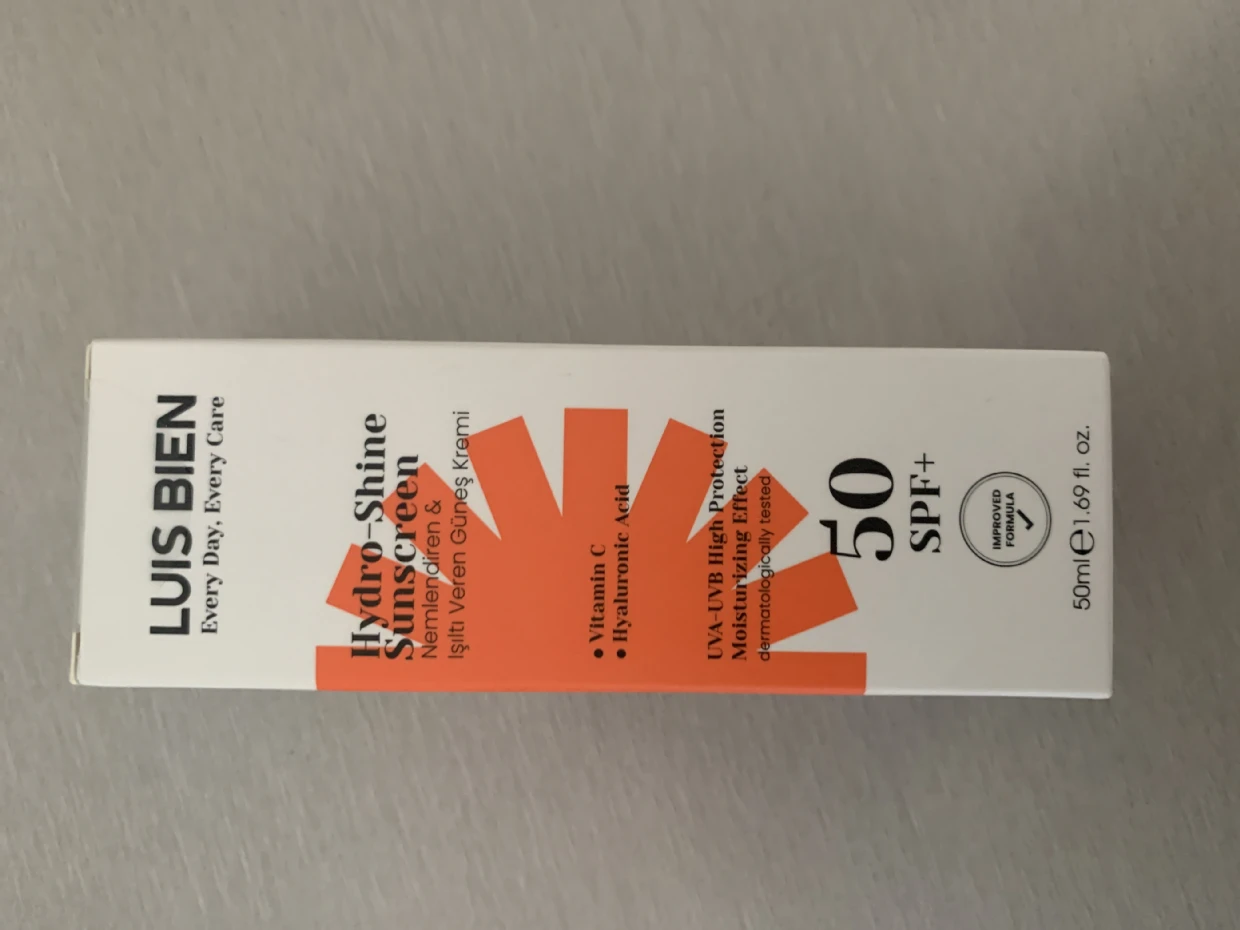 LUIS BIEN
Every Day, Every Care
Hydro-Shine
Sunscreen
Nemlendiren &
Işıltı Veren Güneş Kremi
• Vitamin C
• Hyaluronic Acid
UVA-UVB High Protection
Moisturizing Effect
dermatologically tested
50
SPF+
IMPROVED
FORMULA
50ml℮1.69 fl. oz.